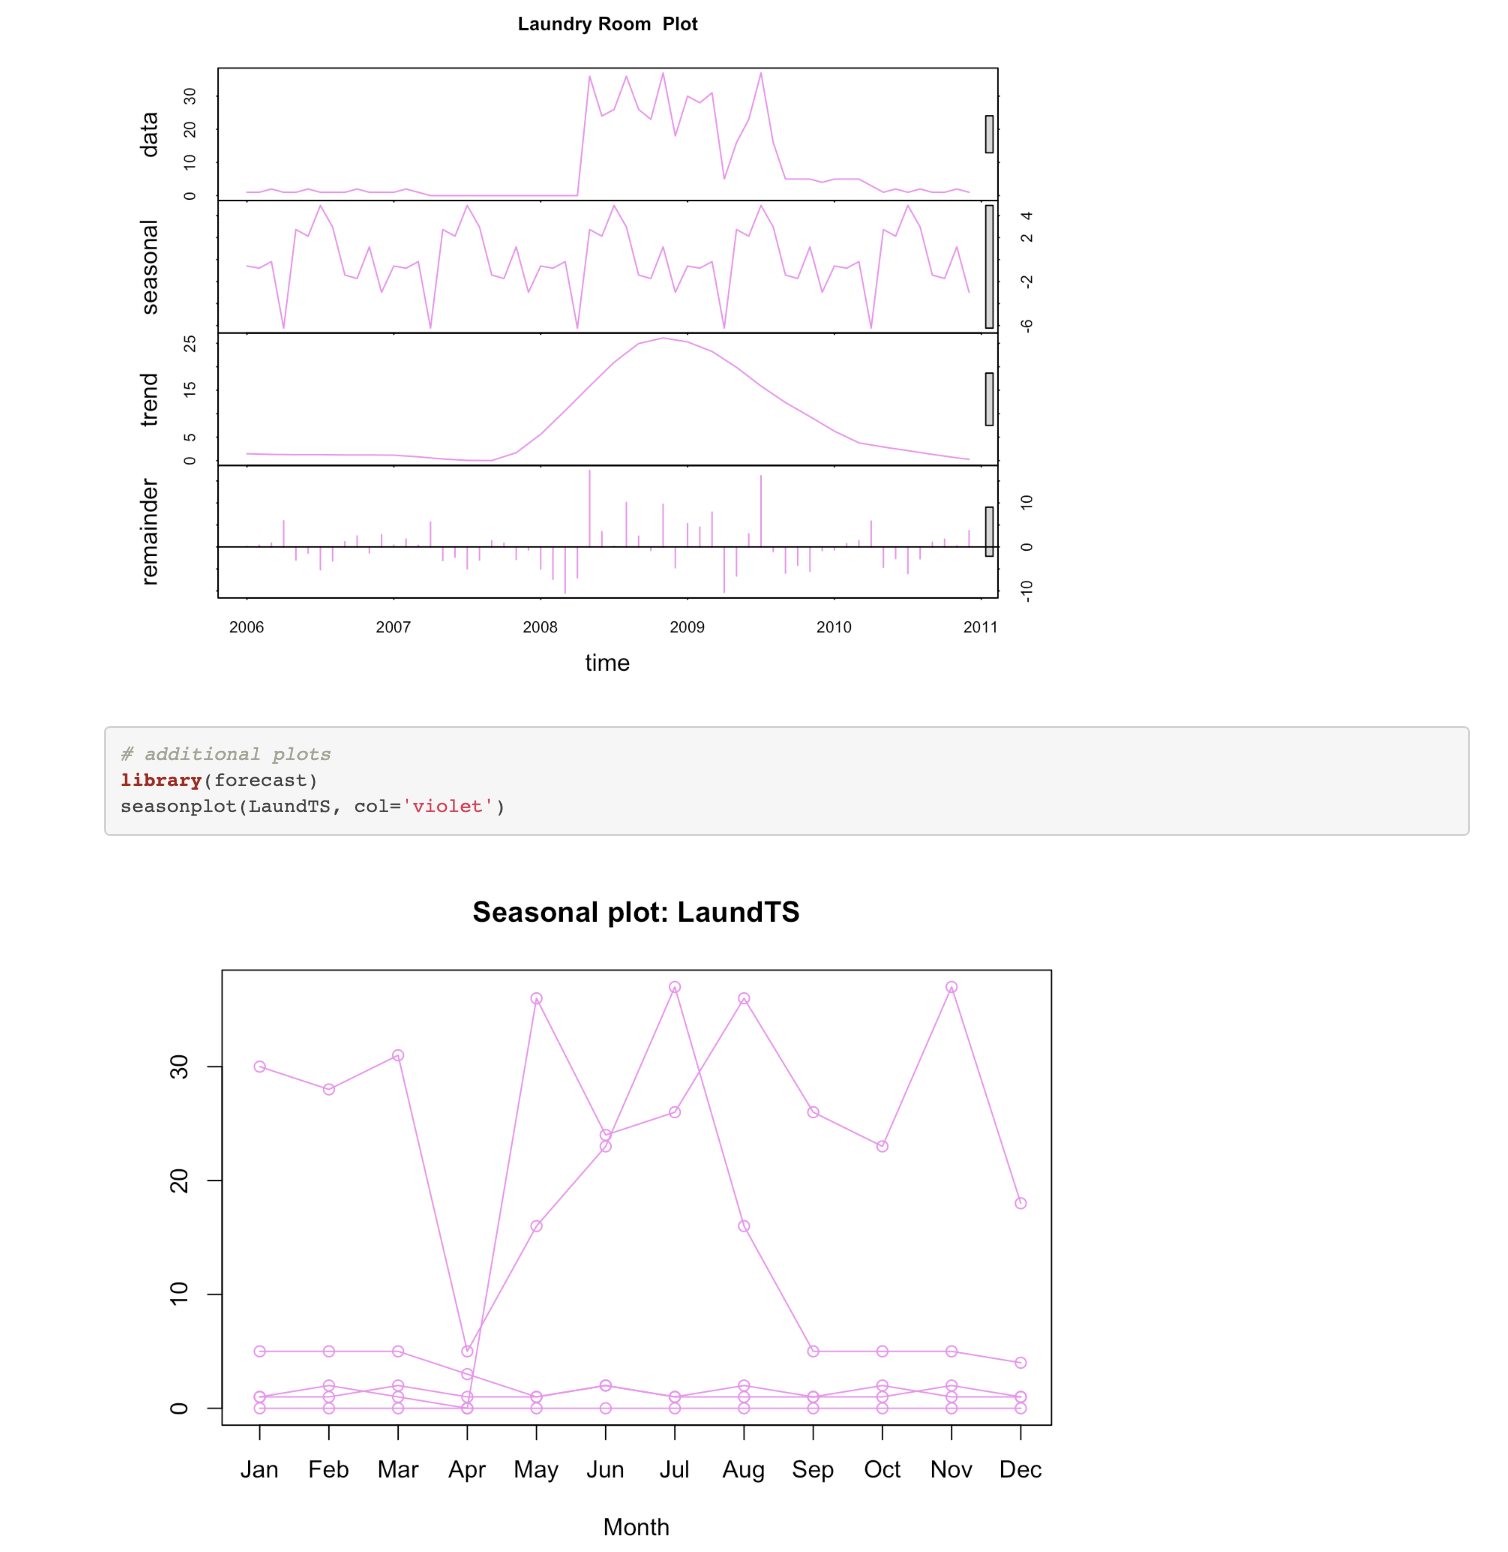 Laundry Room  Plot
data
0 10 20 30
seasonal
-6 -2 2 4
trend
0 5 15 25
remainder
-10 0 10
2006 2007 2008 2009 2010 2011
time
# additional plots
library(forecast)
seasonplot(LaundTS, col='violet')
Seasonal plot: LaundTS
30
20
10
0
Jan Feb Mar Apr May Jun Jul Aug Sep Oct Nov Dec
Month